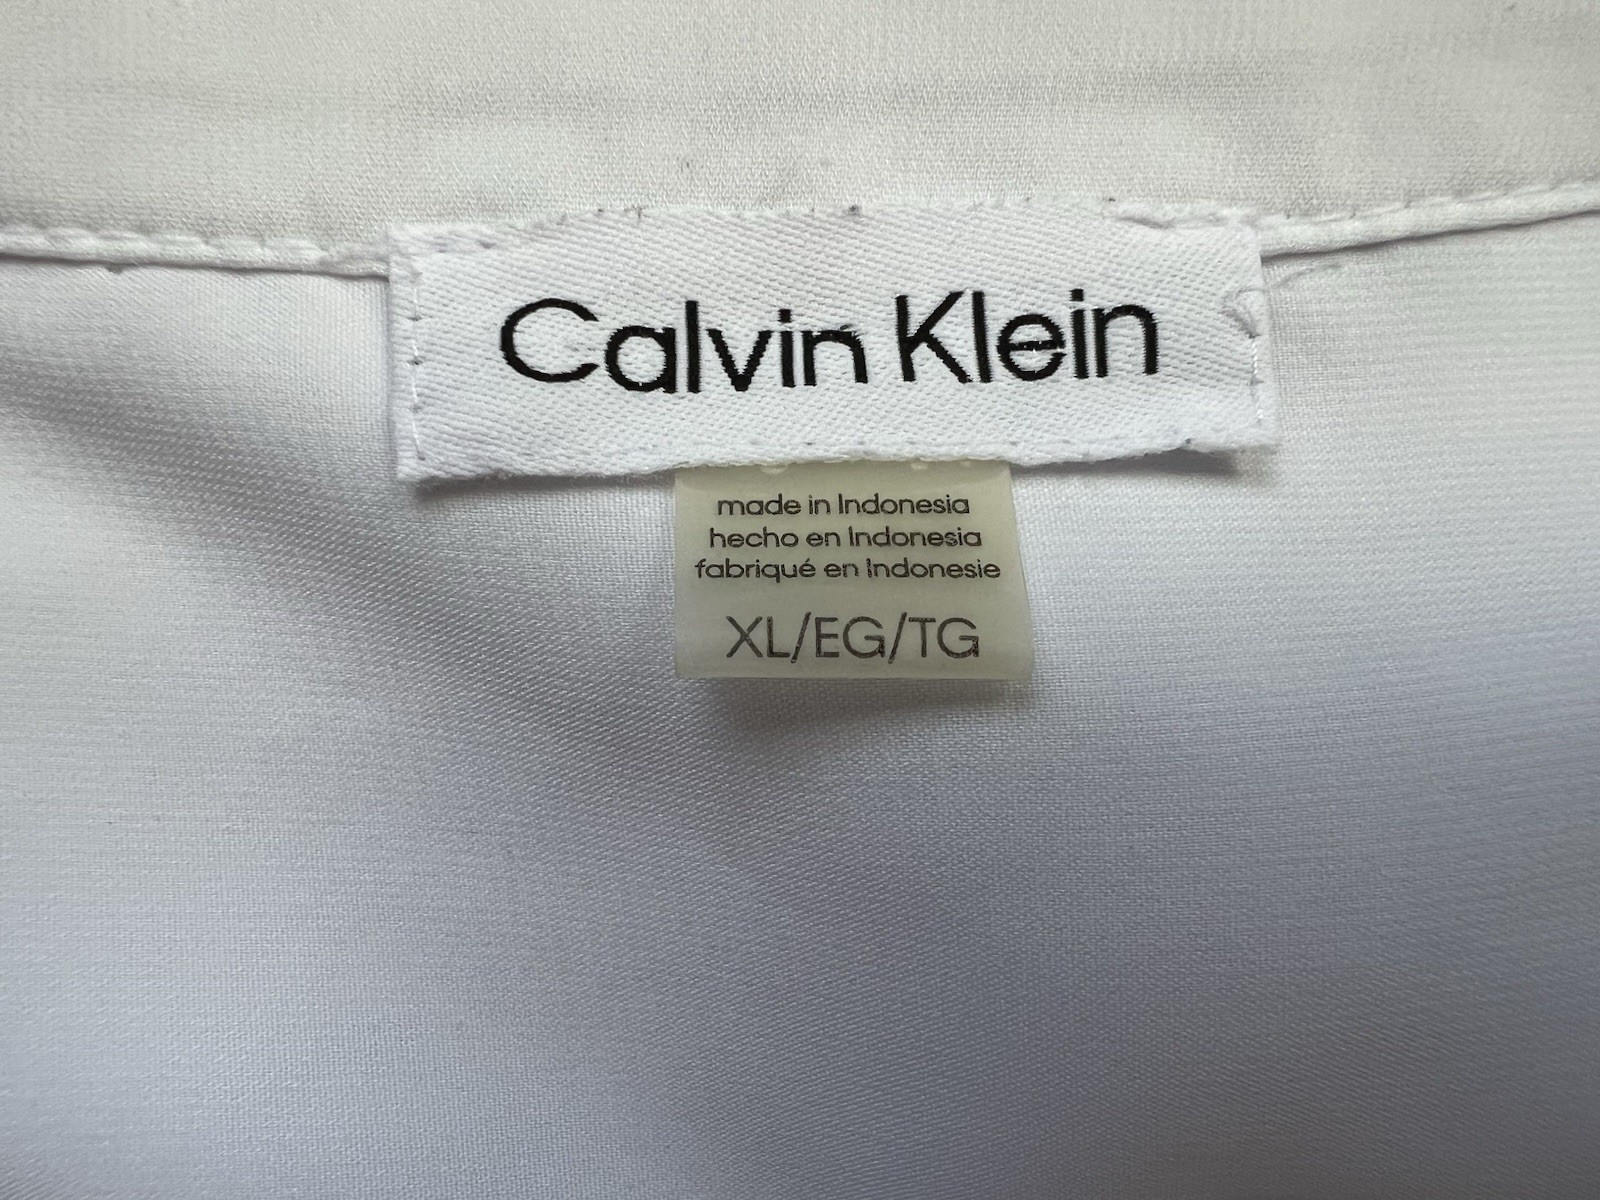 Calvin Klein
made in Indonesia
hecho en Indonesia
fabriqué en Indonesie
XL/EG/TG